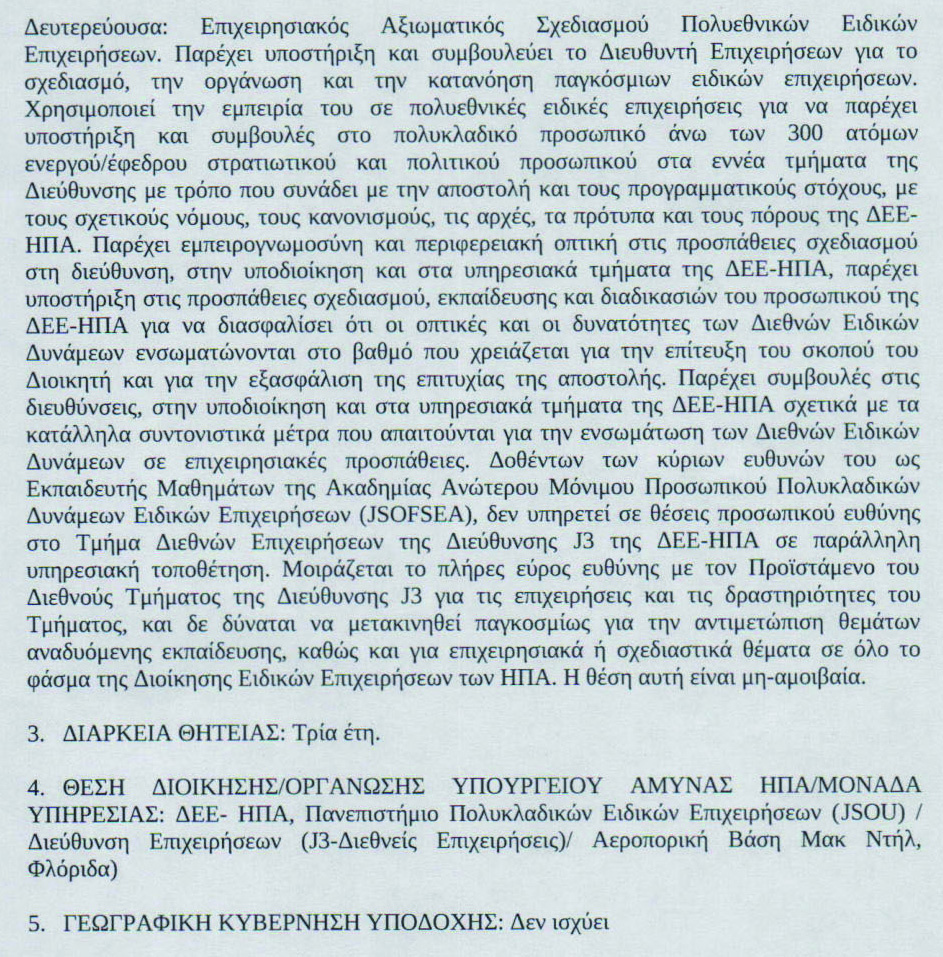 Δευτερεύουσα: Επιχειρησιακός Αξιωματικός Σχεδιασμού Πολυεθνικών Ειδικών
Επιχειρήσεων. Παρέχει υποστήριξη και συμβουλεύει το Διευθυντή Επιχειρήσεων για το
σχεδιασμό, την οργάνωση και την κατανόηση παγκόσμιων ειδικών επιχειρήσεων.
Χρησιμοποιεί την εμπειρία του σε πολυεθνικές ειδικές επιχειρήσεις για να παρέχει
υποστήριξη και συμβουλές στο πολυκλαδικό προσωπικό άνω των 300 ατόμων
ενεργού/έφεδρου στρατιωτικού και πολιτικού προσωπικού στα εννέα τμήματα της
Διεύθυνσης με τρόπο που συνάδει με την αποστολή και τους προγραμματικούς στόχους, με
τους σχετικούς νόμους, τους κανονισμούς, τις αρχές, τα πρότυπα και τους πόρους της ΔΕΕ-
ΗΠΑ. Παρέχει εμπειρογνωμοσύνη και περιφερειακή οπτική στις προσπάθειες σχεδιασμού
στη διεύθυνση, στην υποδιοίκηση και στα υπηρεσιακά τμήματα της ΔΕΕ-ΗΠΑ, παρέχει
υποστήριξη στις προσπάθειες σχεδιασμού, εκπαίδευσης και διαδικασιών του προσωπικού της
ΔΕΕ-ΗΠΑ για να διασφαλίσει ότι οι οπτικές και οι δυνατότητες των Διεθνών Ειδικών
Δυνάμεων ενσωματώνονται στο βαθμό που χρειάζεται για την επίτευξη του σκοπού του
Διοικητή και για την εξασφάλιση της επιτυχίας της αποστολής. Παρέχει συμβουλές στις
διευθύνσεις, στην υποδιοίκηση και στα υπηρεσιακά τμήματα της ΔΕΕ-ΗΠΑ σχετικά με τα
κατάλληλα συντονιστικά μέτρα που απαιτούνται για την ενσωμάτωση των Διεθνών Ειδικών
Δυνάμεων σε επιχειρησιακές προσπάθειες. Δοθέντων των κύριων ευθυνών του ως
Εκπαιδευτής Μαθημάτων της Ακαδημίας Ανώτερου Μόνιμου Προσωπικού Πολυκλαδικών
Δυνάμεων Ειδικών Επιχειρήσεων (JSOFSEA), δεν υπηρετεί σε θέσεις προσωπικού ευθύνης
στο Τμήμα Διεθνών Επιχειρήσεων της Διεύθυνσης J3 της ΔΕΕ-ΗΠΑ σε παράλληλη
υπηρεσιακή τοποθέτηση. Μοιράζεται το πλήρες εύρος ευθύνης με τον Προϊστάμενο του
Διεθνούς Τμήματος της Διεύθυνσης J3 για τις επιχειρήσεις και τις δραστηριότητες του
Τμήματος, και δε δύναται να μετακινηθεί παγκοσμίως για την αντιμετώπιση θεμάτων
αναδυόμενης εκπαίδευσης, καθώς και για επιχειρησιακά ή σχεδιαστικά θέματα σε όλο το
φάσμα της Διοίκησης Ειδικών Επιχειρήσεων των ΗΠΑ. Η θέση αυτή είναι μη-αμοιβαία.
3. ΔΙΑΡΚΕΙΑ ΘΗΤΕΙΑΣ: Τρία έτη.
4. ΘΕΣΗ ΔΙΟΙΚΗΣΗΣ/ΟΡΓΑΝΩΣΗΣ ΥΠΟΥΡΓΕΙΟΥ ΑΜΥΝΑΣ ΗΠΑ/ΜΟΝΑΔΑ
ΥΠΗΡΕΣΙΑΣ: ΔΕΕ- ΗΠΑ, Πανεπιστήμιο Πολυκλαδικών Ειδικών Επιχειρήσεων (JSOU) /
Διεύθυνση Επιχειρήσεων (J3-Διεθνείς Επιχειρήσεις)/ Αεροπορική Βάση Μακ Ντήλ,
Φλόριδα)
5. ΓΕΩΓΡΑΦΙΚΗ ΚΥΒΕΡΝΗΣΗ ΥΠΟΔΟΧΗΣ: Δεν ισχύει